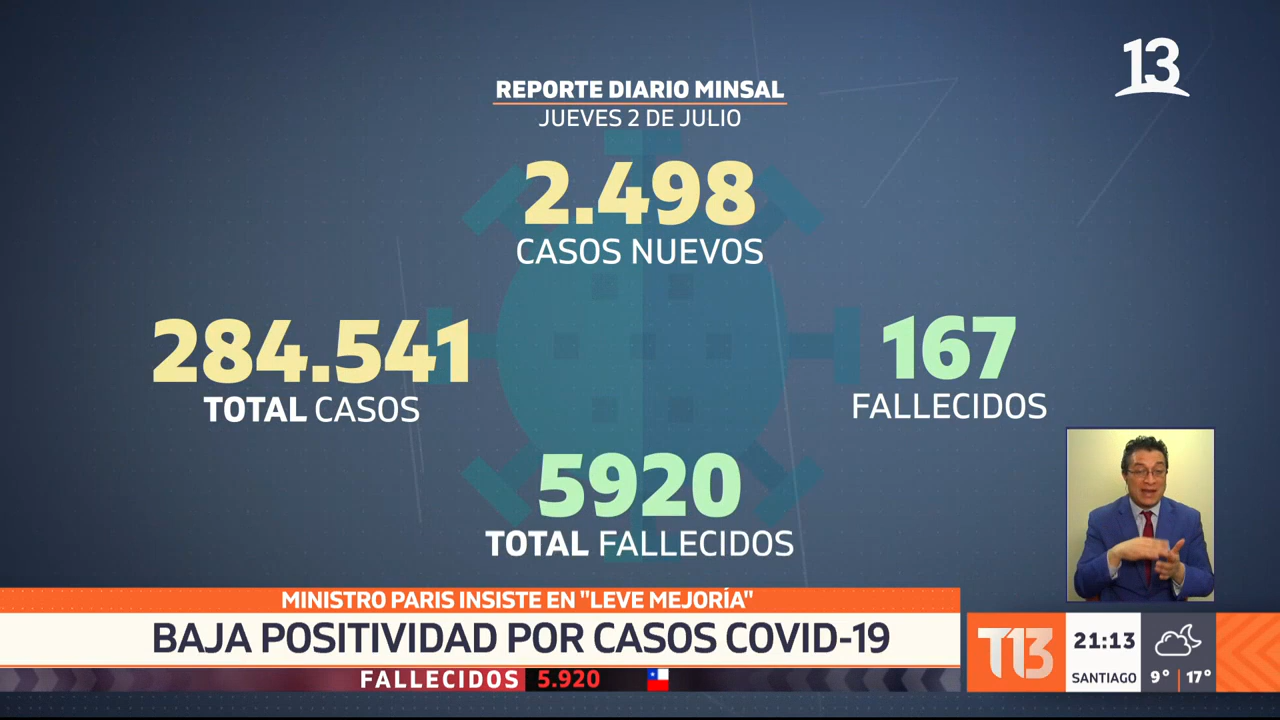 13
REPORTE DIARIO MINSAL
JUEVES 2 DE JULIO
2.498
CASOS NUEVOS
284.541
TOTAL CASOS
167
FALLECIDOS
5920
TOTAL FALLECIDOS
MINISTRO PARIS INSISTE EN "LEVE MEJORÍA"
BAJA POSITIVIDAD POR CASOS COVID-19
FALLECIDOS 5.920
T13
21:13
SANTIAGO
9° 17°